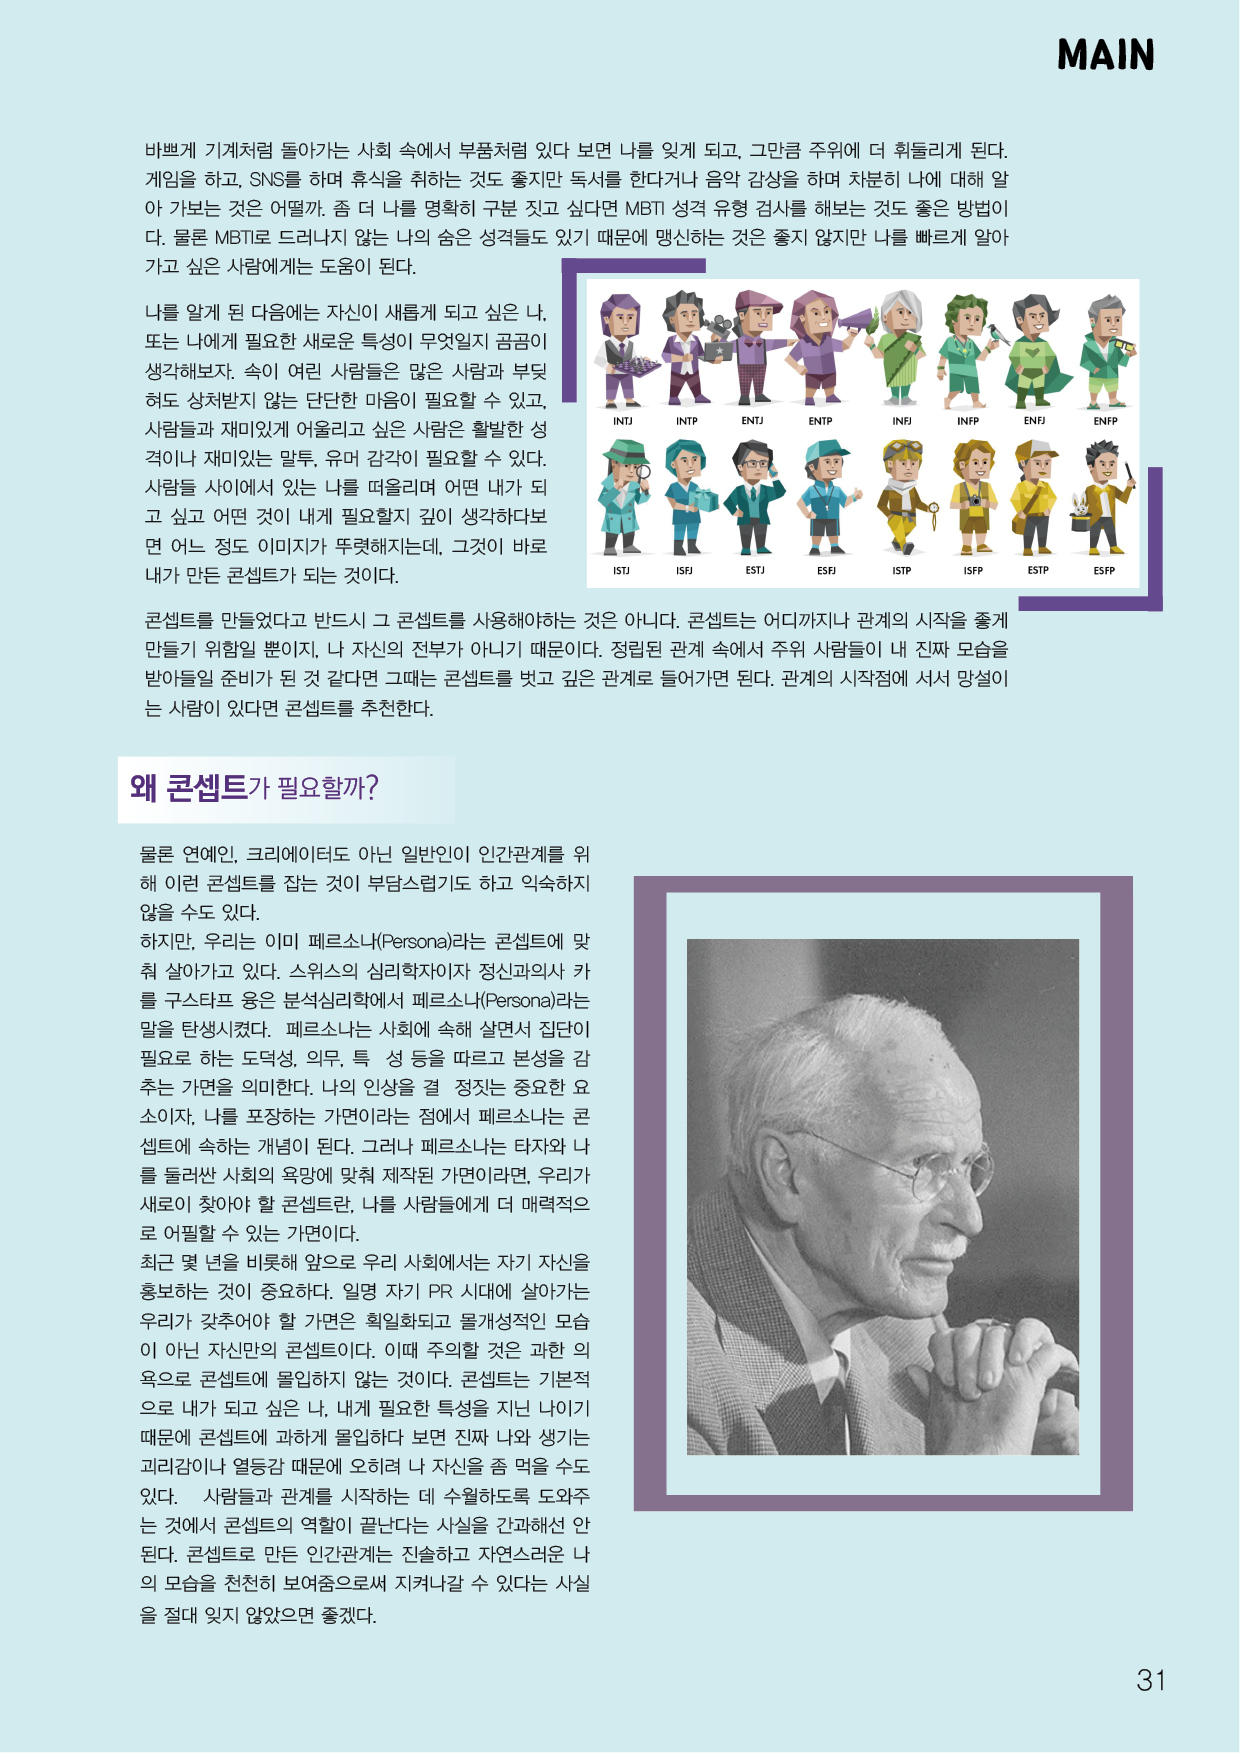 MAIN
바쁘게 기계처럼 돌아가는 사회 속에서 부품처럼 있다 보면 나를 잊게 되고, 그만큼 주위에 더 휘둘리게 된다.
게임을 하고, SNS를 하며 휴식을 취하는 것도 좋지만 독서를 한다거나 음악 감상을 하며 차분히 나에 대해 알
아 가보는 것은 어떨까. 좀 더 나를 명확히 구분 짓고 싶다면 MBTI 성격 유형 검사를 해보는 것도 좋은 방법이
다. 물론 MBTI로 드러나지 않는 나의 숨은 성격들도 있기 때문에 맹신하는 것은 좋지 않지만 나를 빠르게 알아
가고 싶은 사람에게는 도움이 된다.
나를 알게 된 다음에는 자신이 새롭게 되고 싶은 나,
또는 나에게 필요한 새로운 특성이 무엇일지 곰곰이
생각해보자. 속이 여린 사람들은 많은 사람과 부딪
혀도 상처받지 않는 단단한 마음이 필요할 수 있고,
사람들과 재미있게 어울리고 싶은 사람은 활발한 성
격이나 재미있는 말투, 유머 감각이 필요할 수 있다.
사람들 사이에서 있는 나를 떠올리며 어떤 내가 되
고 싶고 어떤 것이 내게 필요할지 깊이 생각하다보
면 어느 정도 이미지가 뚜렷해지는데, 그것이 바로
내가 만든 콘셉트가 되는 것이다.
INTJ INTP ENTJ ENTP INFJ INFP ENFJ ENFP
ISTJ ISFJ ESTJ ESFJ ISTP ISFP ESTP ESFP
콘셉트를 만들었다고 반드시 그 콘셉트를 사용해야하는 것은 아니다. 콘셉트는 어디까지나 관계의 시작을 좋게
만들기 위함일 뿐이지, 나 자신의 전부가 아니기 때문이다. 정립된 관계 속에서 주위 사람들이 내 진짜 모습을
받아들일 준비가 된 것 같다면 그때는 콘셉트를 벗고 깊은 관계로 들어가면 된다. 관계의 시작점에 서서 망설이
는 사람이 있다면 콘셉트를 추천한다.
왜 콘셉트가 필요할까?
물론 연예인, 크리에이터도 아닌 일반인이 인간관계를 위
해 이런 콘셉트를 잡는 것이 부담스럽기도 하고 익숙하지
않을 수도 있다.
하지만, 우리는 이미 페르소나(Persona)라는 콘셉트에 맞
춰 살아가고 있다. 스위스의 심리학자이자 정신과의사 카
를 구스타프 융은 분석심리학에서 페르소나(Persona)라는
말을 탄생시켰다. 페르소나는 사회에 속해 살면서 집단이
필요로 하는 도덕성, 의무, 특 성 등을 따르고 본성을 감
추는 가면을 의미한다. 나의 인상을 결 정짓는 중요한 요
소이자, 나를 포장하는 가면이라는 점에서 페르소나는 콘
셉트에 속하는 개념이 된다. 그러나 페르소나는 타자와 나
를 둘러싼 사회의 욕망에 맞춰 제작된 가면이라면, 우리가
새로이 찾아야 할 콘셉트란, 나를 사람들에게 더 매력적으
로 어필할 수 있는 가면이다.
최근 몇 년을 비롯해 앞으로 우리 사회에서는 자기 자신을
홍보하는 것이 중요하다. 일명 자기 PR 시대에 살아가는
우리가 갖추어야 할 가면은 획일화되고 몰개성적인 모습
이 아닌 자신만의 콘셉트이다. 이때 주의할 것은 과한 의
욕으로 콘셉트에 몰입하지 않는 것이다. 콘셉트는 기본적
으로 내가 되고 싶은 나, 내게 필요한 특성을 지닌 나이기
때문에 콘셉트에 과하게 몰입하다 보면 진짜 나와 생기는
괴리감이나 열등감 때문에 오히려 나 자신을 좀 먹을 수도
있다. 사람들과 관계를 시작하는 데 수월하도록 도와주
는 것에서 콘셉트의 역할이 끝난다는 사실을 간과해선 안
된다. 콘셉트로 만든 인간관계는 진솔하고 자연스러운 나
의 모습을 천천히 보여줌으로써 지켜나갈 수 있다는 사실
을 절대 잊지 않았으면 좋겠다.
31